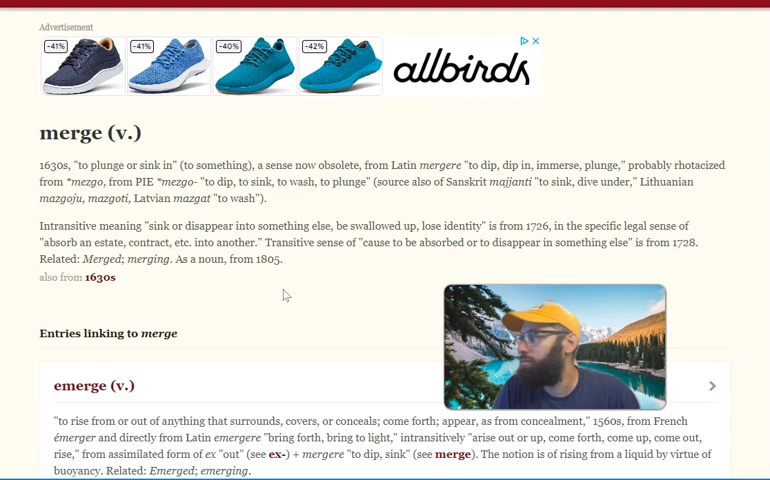 Advertisement
-41% -41% -40% -42% allbirds
merge (v.)
1630s, "to plunge or sink in" (to something), a sense now obsolete, from Latin mergere "to dip, dip in, immerse, plunge," probably rhotacized
from *mezgo, from PIE *mezgo- "to dip, to sink, to wash, to plunge" (source also of Sanskrit majjanti "to sink, dive under," Lithuanian
mazgoju, mazgoti, Latvian mazgat "to wash").
Intransitive meaning "sink or disappear into something else, be swallowed up, lose identity" is from 1726, in the specific legal sense of
"absorb an estate, contract, etc. into another." Transitive sense of "cause to be absorbed or to disappear in something else" is from 1728.
Related: Merged; merging. As a noun, from 1805.
also from 1630s
Entries linking to merge
emerge (v.)
"to rise from or out of anything that surrounds, covers, or conceals; come forth; appear, as from concealment," 1560s, from French
émerger and directly from Latin emergere "bring forth, bring to light," intransitively "arise out or up, come forth, come up, come out,
rise," from assimilated form of ex "out" (see ex-) + mergere "to dip, sink" (see merge). The notion is of rising from a liquid by virtue of
buoyancy. Related: Emerged; emerging.